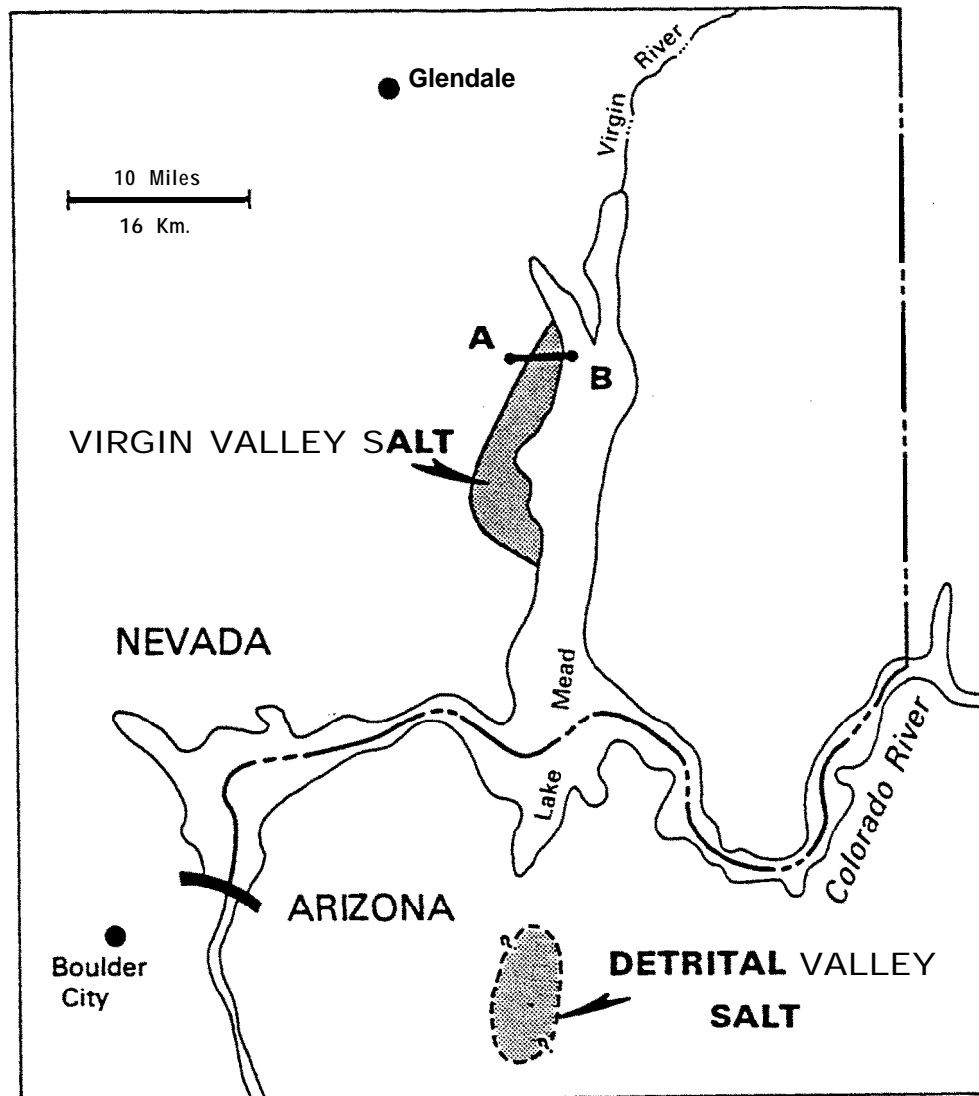 Glendale
Virgin River
10 Miles
16 Km.
A
B
VIRGIN VALLEY SALT
NEVADA
Lake Mead
Colorado River
ARIZONA
Boulder
City
?
DETRITAL VALLEY
SALT
?